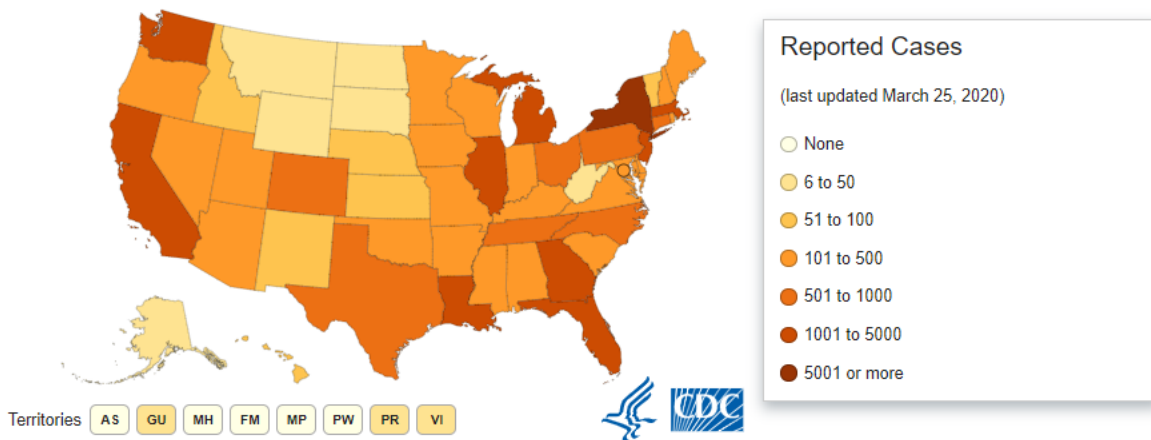 Reported Cases
(last updated March 25, 2020)
None
6 to 50
51 to 100
101 to 500
501 to 1000
1001 to 5000
5001 or more
Territories AS GU MH FM MP PW PR VI
CDC